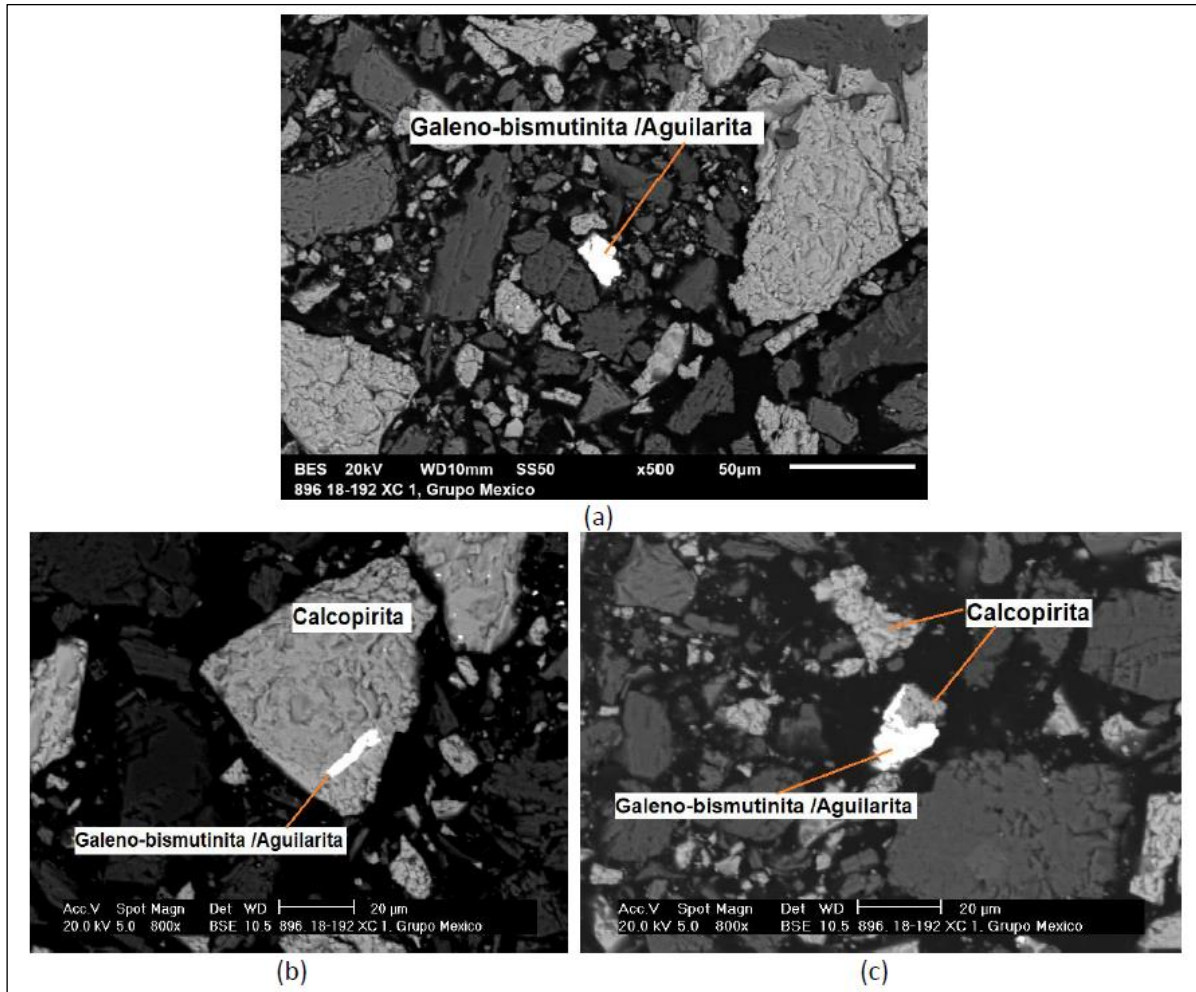 Galeno-bismutinita /Aguilarita
BES 20kV WD10mm SS50 x500 50µm
896 18-192 XC 1, Grupo Mexico
(a)
Calcopirita
Galeno-bismutinita /Aguilarita
Acc.V Spot Magn Det WD 20 µm
20.0 kV 5.0 800x BSE 10.5 896. 18-192 XC 1. Grupo Mexico
(b)
Calcopirita
Galeno-bismutinita /Aguilarita
Acc.V Spot Magn Det WD 20 µm
20.0 kV 5.0 800x BSE 10.5 896. 18-192 XC 1. Grupo Mexico
(c)